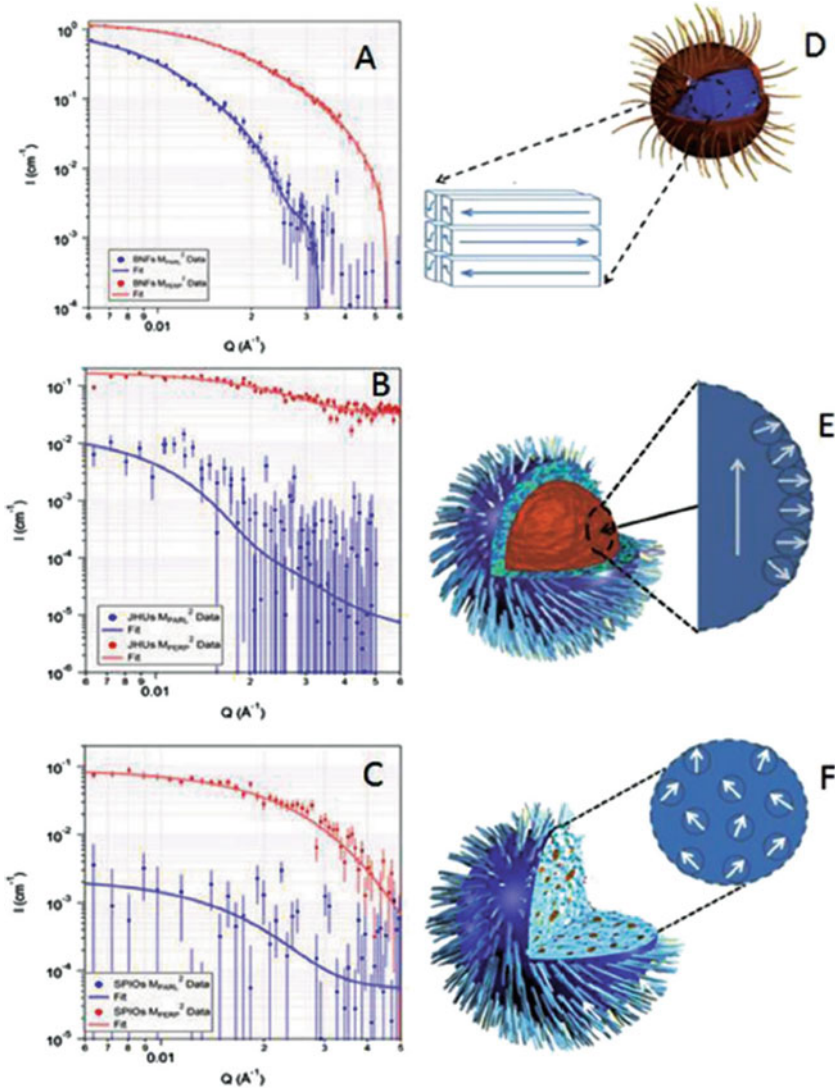 A
10⁰
10⁻¹
10⁻²
10⁻³
10⁻⁴
I (cm⁻¹)
BNFs M_PARL² Data
Fit
BNFs M_PERP² Data
Fit
6 7 8 9 2 3 4 5 6
0.01
Q (Å⁻¹)
D
B
10⁻¹
10⁻²
10⁻³
10⁻⁴
10⁻⁵
10⁻⁶
I (cm⁻¹)
JHUs M_PARL² Data
Fit
JHUs M_PERP² Data
Fit
6 7 8 9 2 3 4 5 6
0.01
Q (Å⁻¹)
E
C
10⁻¹
10⁻²
10⁻³
10⁻⁴
10⁻⁵
I (cm⁻¹)
SPIOs M_PARL² Data
Fit
SPIOs M_PERP² Data
Fit
6 7 8 9 2 3 4 5
0.01
Q (Å⁻¹)
F